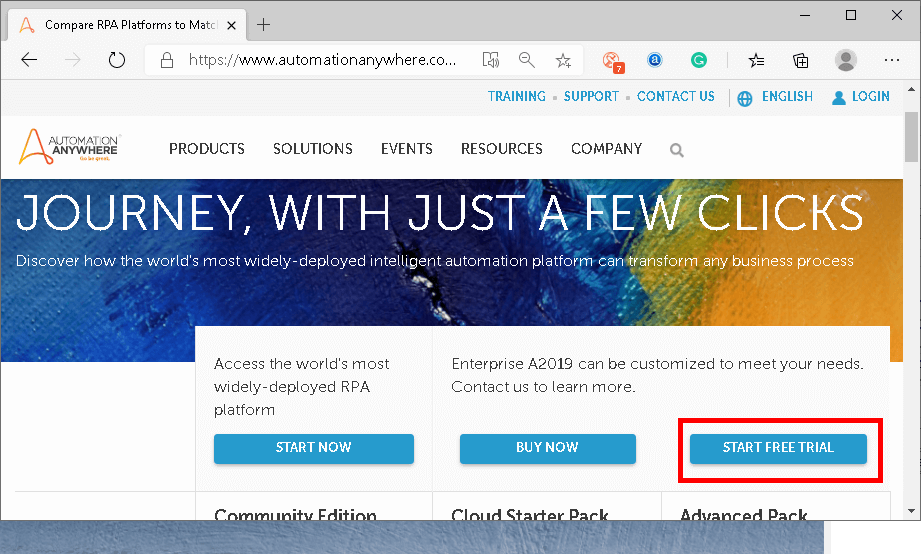 Compare RPA Platforms to Matc
https://www.automationanywhere.co...
7
a
G
TRAINING SUPPORT CONTACT US ENGLISH LOGIN
AUTOMATION
ANYWHERE
Go be great.
PRODUCTS SOLUTIONS EVENTS RESOURCES COMPANY
JOURNEY, WITH JUST A FEW CLICKS
Discover how the world's most widely-deployed intelligent automation platform can transform any business process
Access the world's most
widely-deployed RPA
platform
START NOW
Enterprise A2019 can be customized to meet your needs.
Contact us to learn more.
BUY NOW
START FREE TRIAL
Community Edition
Cloud Starter Pack
Advanced Pack